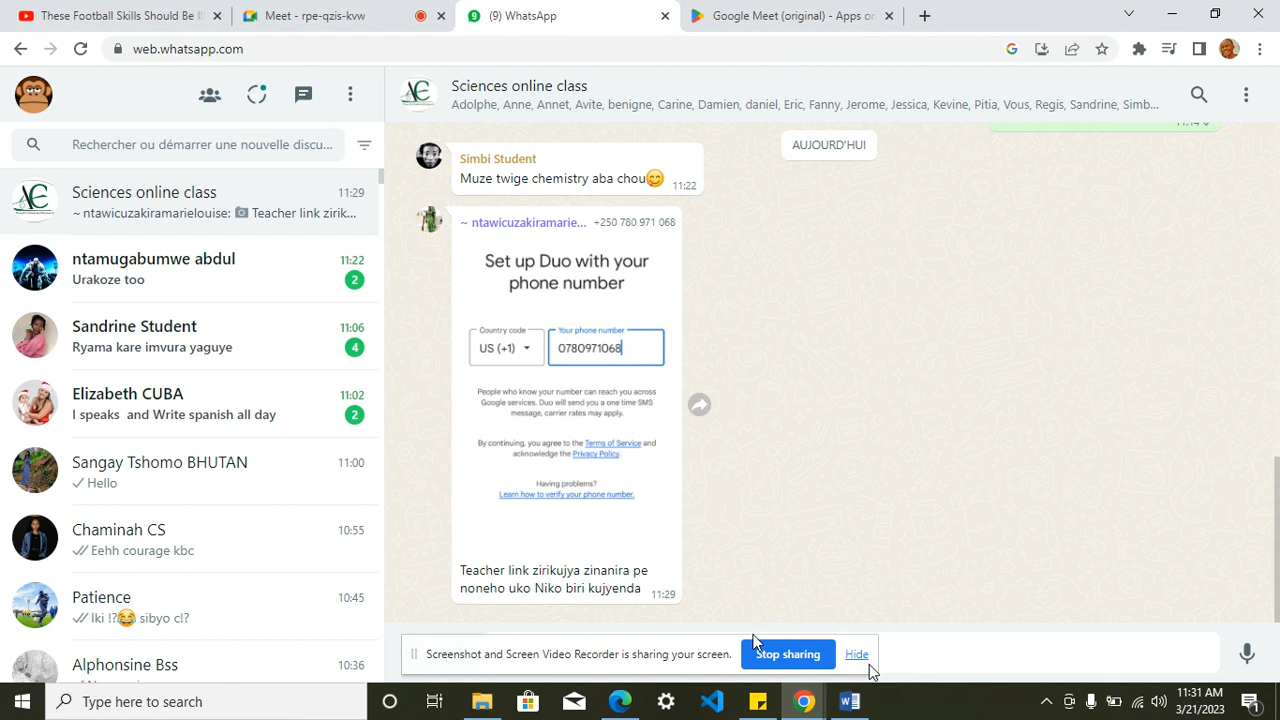 These Football Skills Should Be Il
Meet - rpe-qzis-kvw
(9) WhatsApp
Google Meet (original) - Apps on
web.whatsapp.com
Rechercher ou démarrer une nouvelle discu...
Sciences online class 11:29
~ ntawicuzakiramarielouise: Teacher link zirik...
ntamugabumwe abdul 11:22
Urakoze too 2
Sandrine Student 11:06
Ryama kare imvura yaguye 4
Elizabeth CUBA 11:02
I speaks and Write spanish all day 2
Sangay Tshomo BHUTAN 11:00
Hello
Chaminah CS 10:55
Eehh courage kbc
Patience 10:45
Iki !?😂 sibyo c!?
Alphonsine Bss 10:36
Sciences online class
Adolphe, Anne, Annet, Avite, benigne, Carine, Damien, daniel, Eric, Fanny, Jerome, Jessica, Kevine, Pitia, Vous, Regis, Sandrine, Simb...
11:14
AUJOURD'HUI
Simbi Student
Muze twige chemistry aba chou😋 11:22
~ ntawicuzakiramarie... +250 780 971 068
Set up Duo with your
phone number
Country code
Your phone number
US (+1)
0780971068
People who know your number can reach you across
Google services. Duo will send you a one time SMS
message, carrier rates may apply.
By continuing, you agree to the Terms of Service and
acknowledge the Privacy Policy.
Having problems?
Learn how to verify your phone number.
Teacher link zirikujya zinanira pe
noneho uko Niko biri kujyenda 11:29
Screenshot and Screen Video Recorder is sharing your screen. Stop sharing Hide
Type here to search
11:31 AM
3/21/2023
1